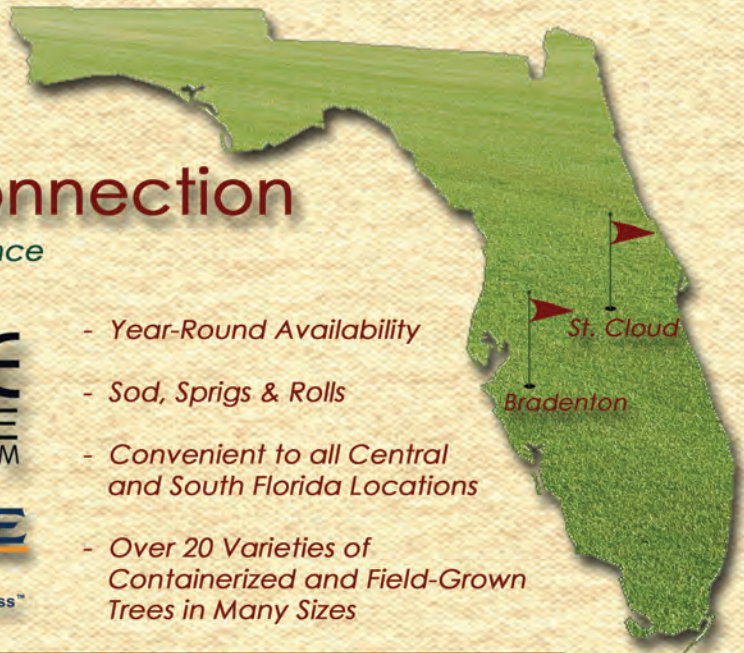 onnection
nce
- Year-Round Availability
- Sod, Sprigs & Rolls
- Convenient to all Central
and South Florida Locations
- Over 20 Varieties of
Containerized and Field-Grown
Trees in Many Sizes
St. Cloud
Bradenton
M
E
ss™